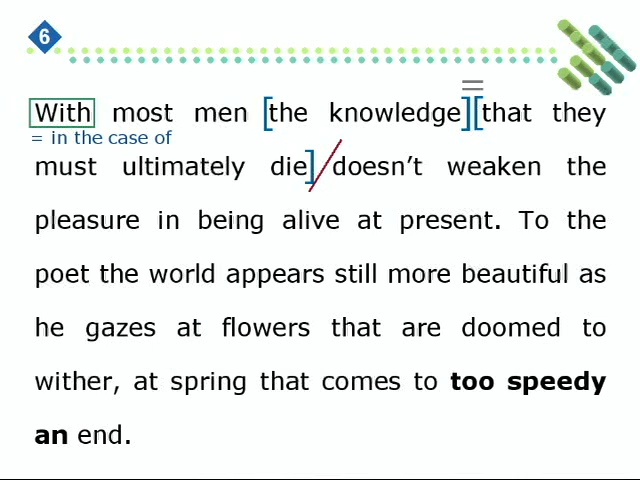 6
With most men [the knowledge][that they
= in the case of
must ultimately die] doesn't weaken the
pleasure in being alive at present. To the
poet the world appears still more beautiful as
he gazes at flowers that are doomed to
wither, at spring that comes to too speedy
an end.